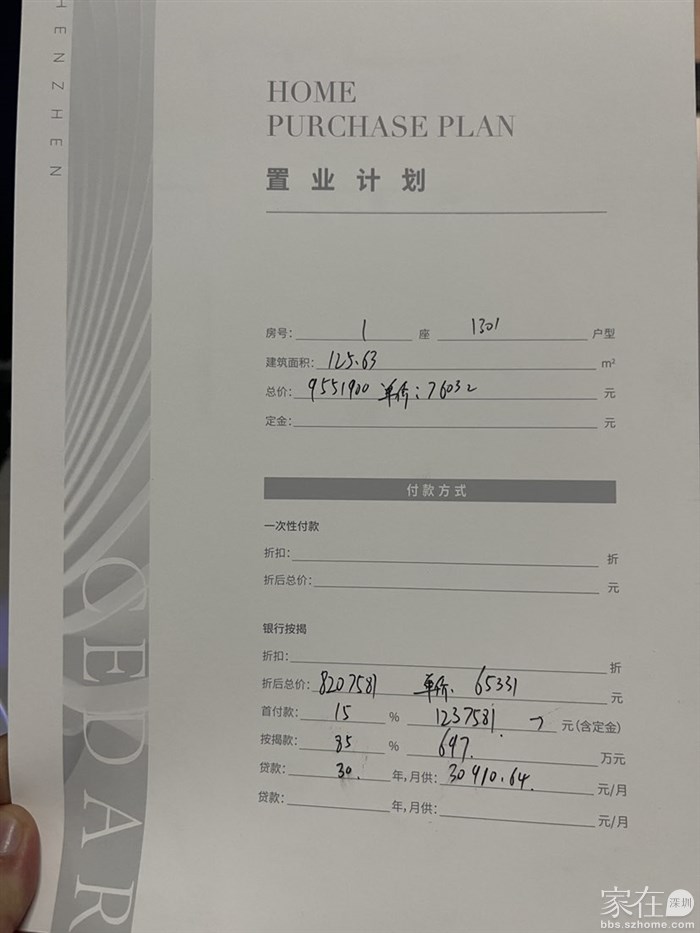 HENZHEN
CEDAR
HOME
PURCHASE PLAN
置业计划
房号: 1 座 1301 户型
建筑面积: 125.63 m²
总价: 9551900 单价:76032 元
定金: 元
付款方式
一次性付款
折扣: 折
折后总价: 元
银行按揭
折扣: 折
折后总价: 8207581 单价. 65331 元
首付款: 15 % 1237581. 元(含定金)
按揭款: 85 % 697. 万元
贷款: 30. 年,月供: 30910.64. 元/月
贷款: 年,月供: 元/月
家在深圳
bbs.szhome.com